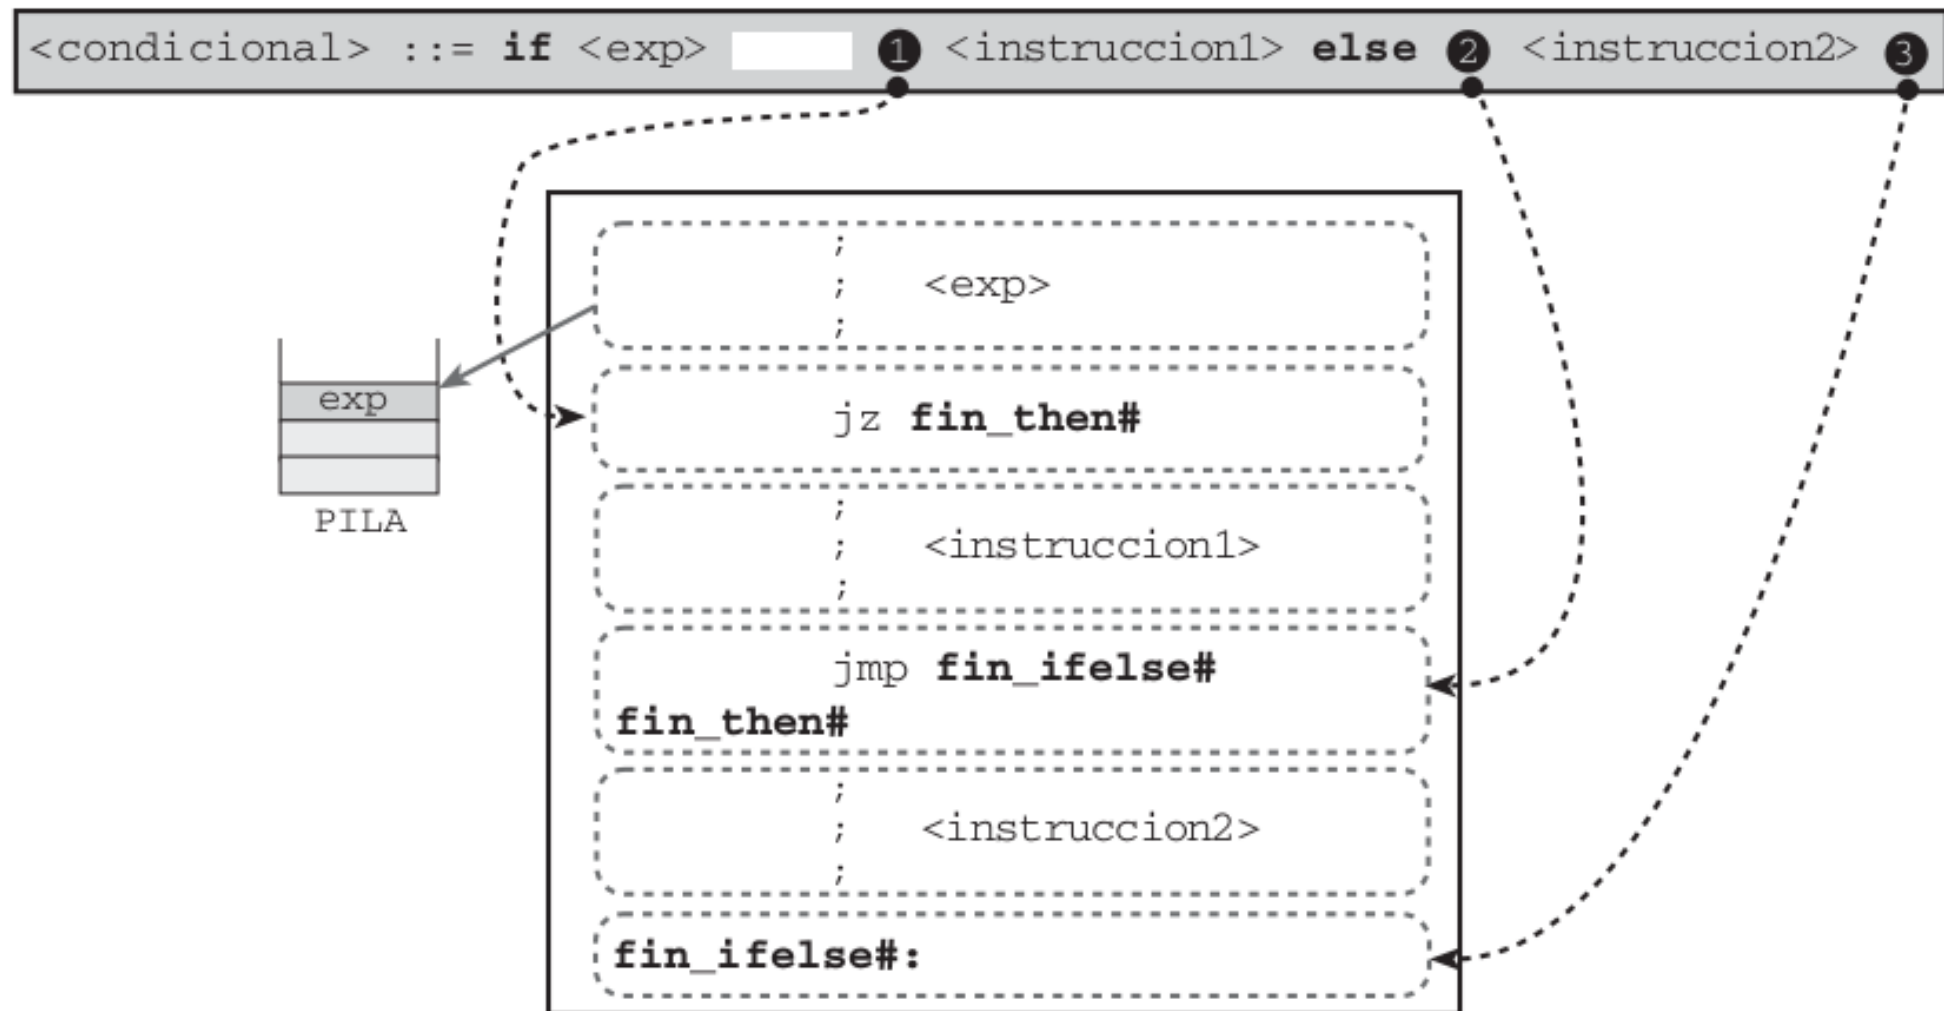 <condicional> ::= if <exp> 1 <instruccion1> else 2 <instruccion2> 3
;
; <exp>
;
jz fin_then#
exp
PILA
;
; <instruccion1>
;
jmp fin_ifelse#
fin_then#
;
; <instruccion2>
;
fin_ifelse#: